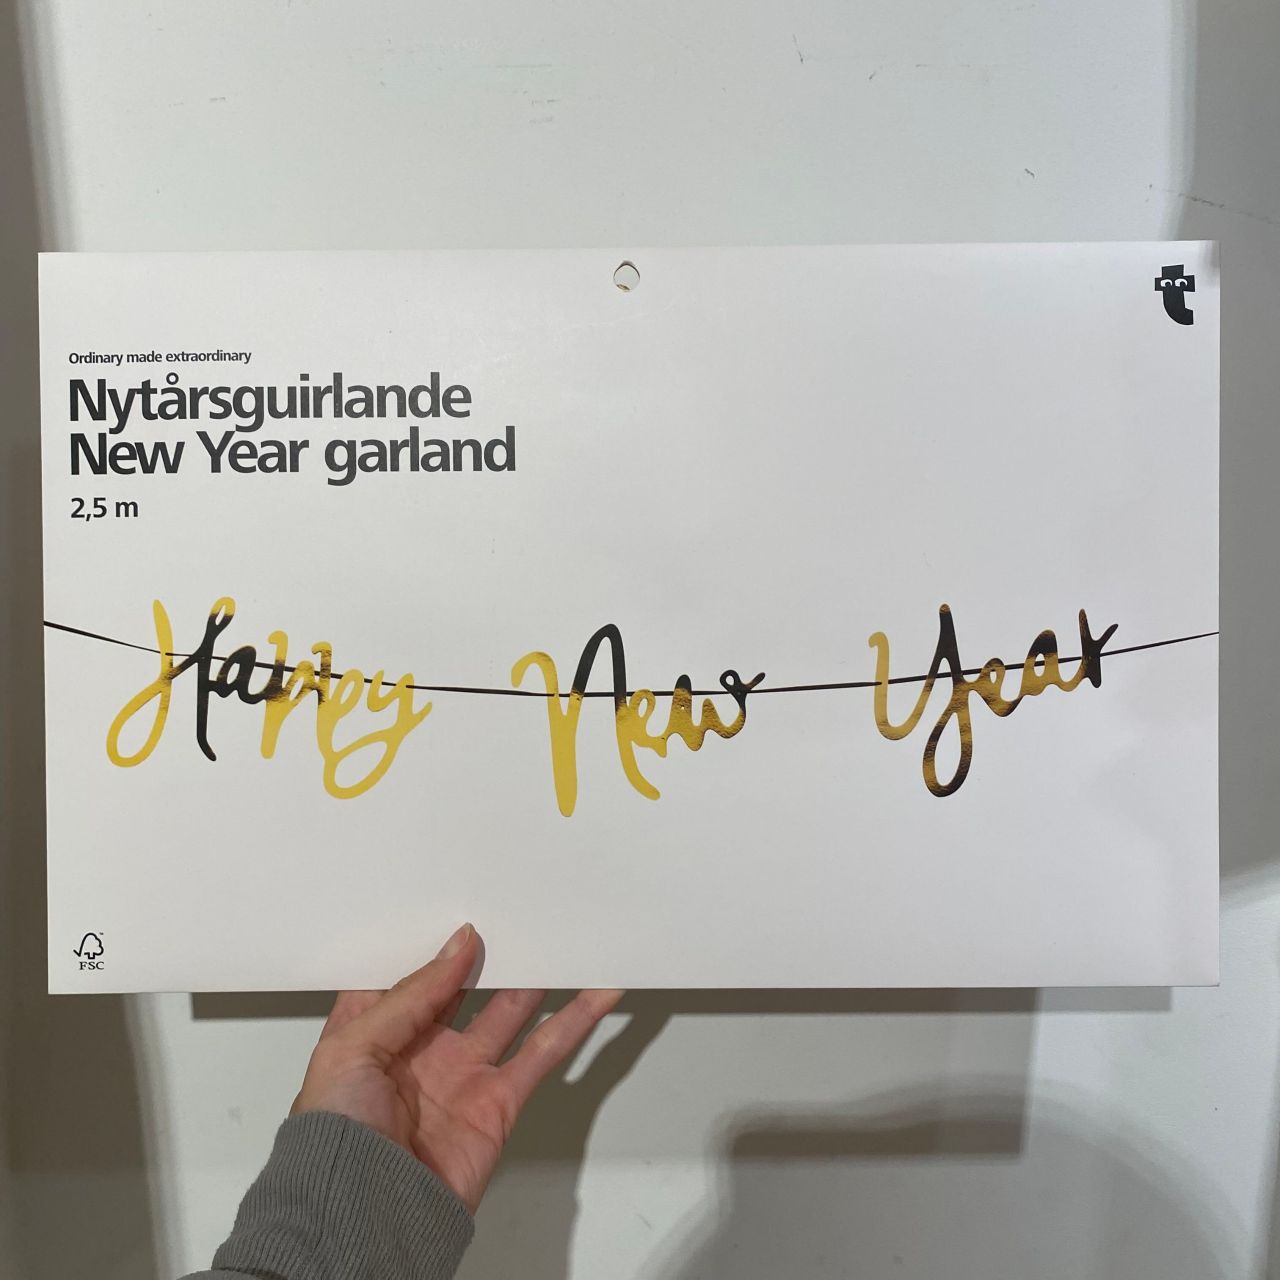 Ordinary made extraordinary
Nytårsguirlande
New Year garland
2,5 m
Happy New Year
FSC